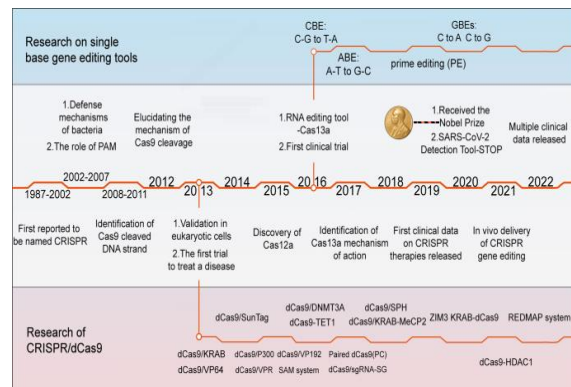 Research on single
base gene editing tools
CBE:
C-G to T-A
ABE:
A-T to G-C
prime editing (PE)
GBEs:
C to A C to G
1.Defense
mechanisms
of bacteria
2.The role of PAM
Elucidating the
mechanism of
Cas9 cleavage
1.RNA editing tool
-Cas13a
2.First clinical trial
1.Received the
Nobel Prize
2.SARS-CoV-2
Detection Tool-STOP
Multiple clinical
data released
1987-2002
2002-2007
2008-2011
2012
2013
2014
2015
2016
2017
2018
2019
2020
2021
2022
First reported to
be named CRISPR
Identification of
Cas9 cleaved
DNA strand
1.Validation in
eukaryotic cells
2.The first trial
to treat a disease
Discovery of
Cas12a
Identification of
Cas13a mechanism
of action
First clinical data
on CRISPR
therapies released
In vivo delivery
of CRISPR
gene editing
Research of
CRISPR/dCas9
dCas9/KRAB
dCas9/VP64
dCas9/SunTag
dCas9/P300
dCas9/VPR
dCas9/DNMT3A
dCas9-TET1
dCas9/VP192
SAM system
dCas9/SPH
dCas9/KRAB-MeCP2
Paired dCas9(PC)
dCas9/sgRNA-SG
ZIM3 KRAB-dCas9
dCas9-HDAC1
REDMAP system